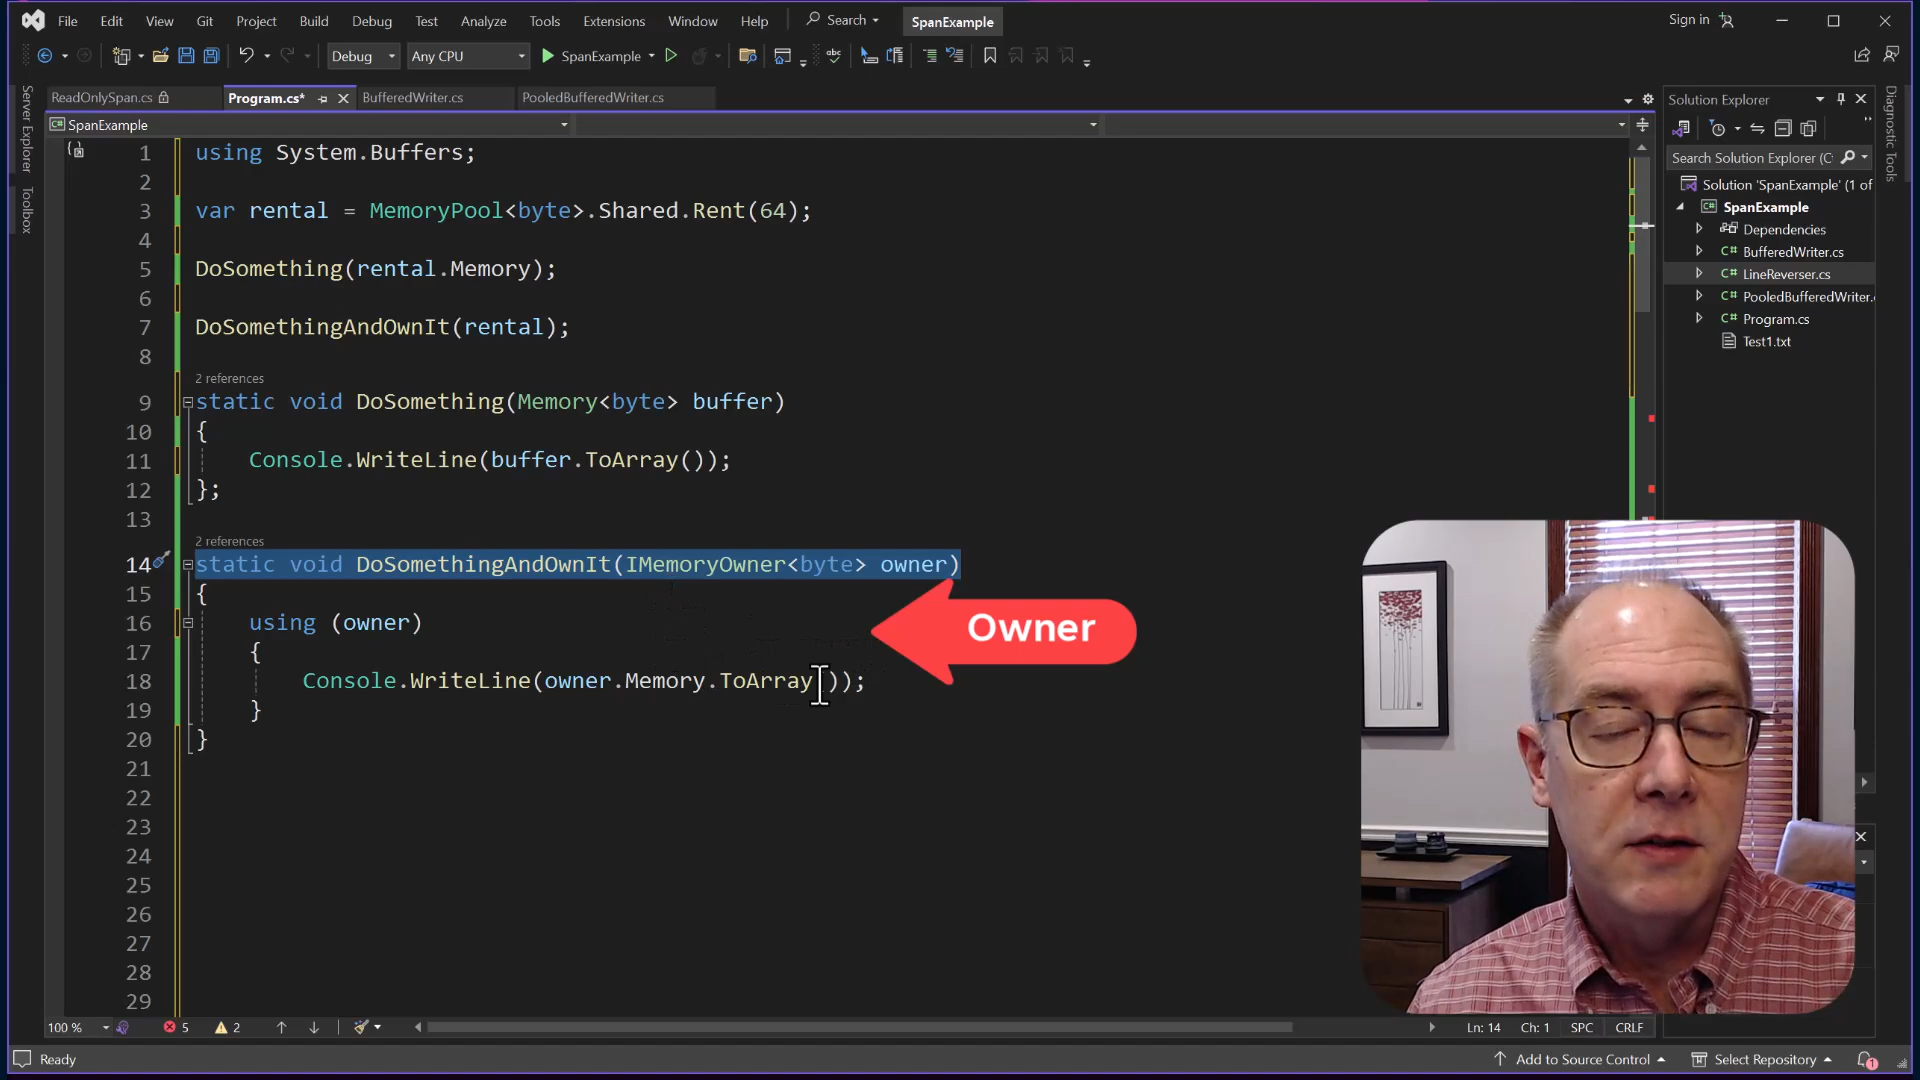 File Edit View Git Project Build Debug Test Analyze Tools Extensions Window Help Search SpanExample Sign in
Debug Any CPU SpanExample
ReadOnlySpan.cs Program.cs* BufferedWriter.cs PooledBufferedWriter.cs
SpanExample
Server Explorer
Toolbox
1 using System.Buffers;
2
3 var rental = MemoryPool<byte>.Shared.Rent(64);
4
5 DoSomething(rental.Memory);
6
7 DoSomethingAndOwnIt(rental);
8
2 references
9 static void DoSomething(Memory<byte> buffer)
10 {
11 Console.WriteLine(buffer.ToArray());
12 };
13
2 references
14 static void DoSomethingAndOwnIt(IMemoryOwner<byte> owner)
15 {
16 using (owner)
17 {
18 Console.WriteLine(owner.Memory.ToArray());
19 }
20 }
21
22
23
24
25
26
27
28
29
Owner
Solution Explorer
Search Solution Explorer (C
Solution 'SpanExample' (1 of
SpanExample
Dependencies
C# BufferedWriter.cs
C# LineReverser.cs
C# PooledBufferedWriter.
C# Program.cs
Test1.txt
Diagnostic Tools
100 % 5 2 Ln: 14 Ch: 1 SPC CRLF
Ready Add to Source Control Select Repository 1